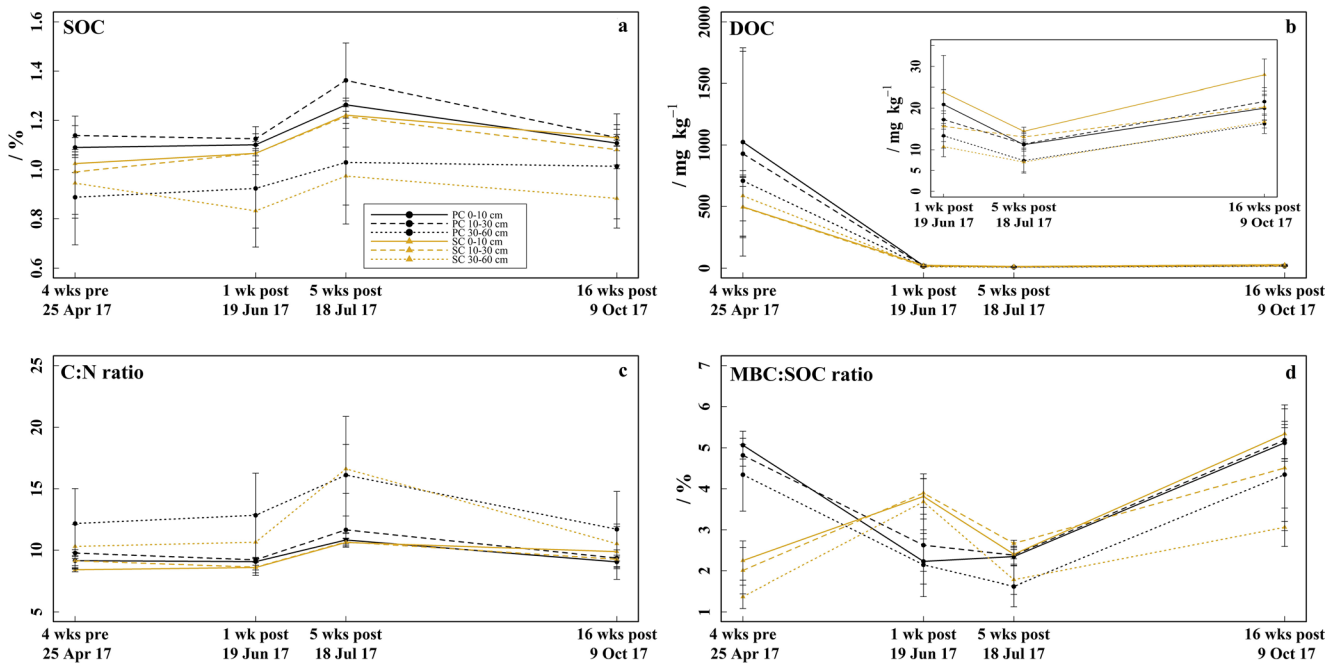 SOC
a
/ %
0.6 0.8 1.0 1.2 1.4 1.6
PC 0-10 cm
PC 10-30 cm
PC 30-60 cm
SC 0-10 cm
SC 10-30 cm
SC 30-60 cm
4 wks pre 1 wk post 5 wks post 16 wks post
25 Apr 17 19 Jun 17 18 Jul 17 9 Oct 17
DOC
b
/ mg kg⁻¹
0 500 1000 1500 2000
/ mg kg⁻¹
0 5 10 20 30
1 wk post 5 wks post 16 wks post
19 Jun 17 18 Jul 17 9 Oct 17
4 wks pre 1 wk post 5 wks post 16 wks post
25 Apr 17 19 Jun 17 18 Jul 17 9 Oct 17
C:N ratio
c
5 10 15 20 25
4 wks pre 1 wk post 5 wks post 16 wks post
25 Apr 17 19 Jun 17 18 Jul 17 9 Oct 17
MBC:SOC ratio
d
/ %
1 2 3 4 5 6 7
4 wks pre 1 wk post 5 wks post 16 wks post
25 Apr 17 19 Jun 17 18 Jul 17 9 Oct 17